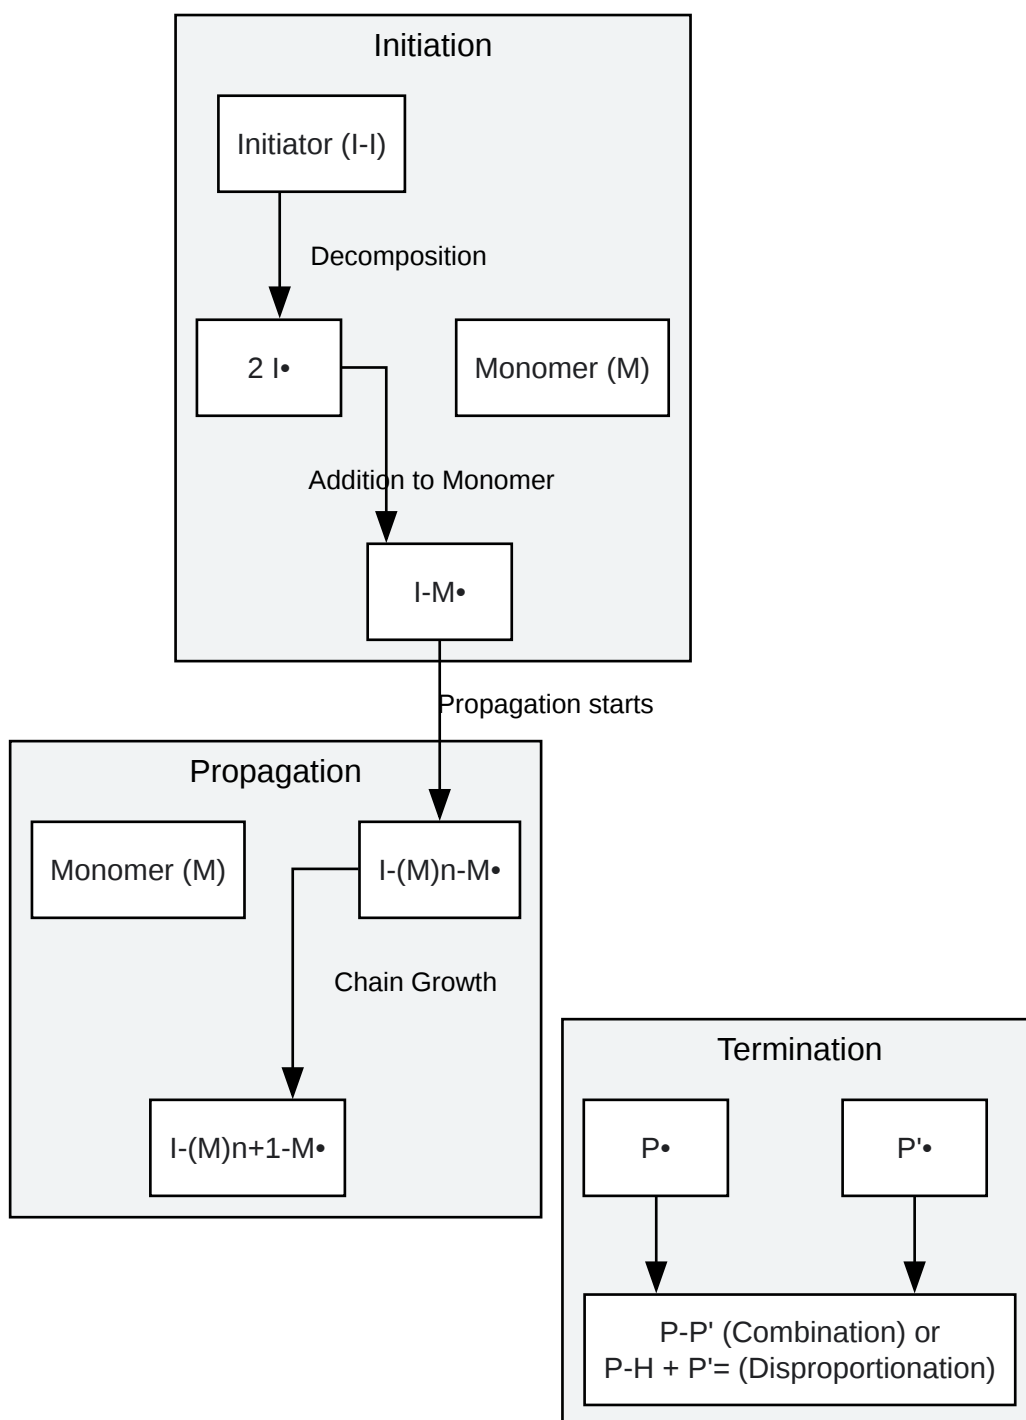 Initiation
Initiator (I-I)
Decomposition
2 I•
Monomer (M)
Addition to Monomer
I-M•
Propagation starts
Propagation
Monomer (M)
I-(M)n-M•
Chain Growth
I-(M)n+1-M•
Termination
P•
P'•
P-P' (Combination) or
P-H + P'= (Disproportionation)